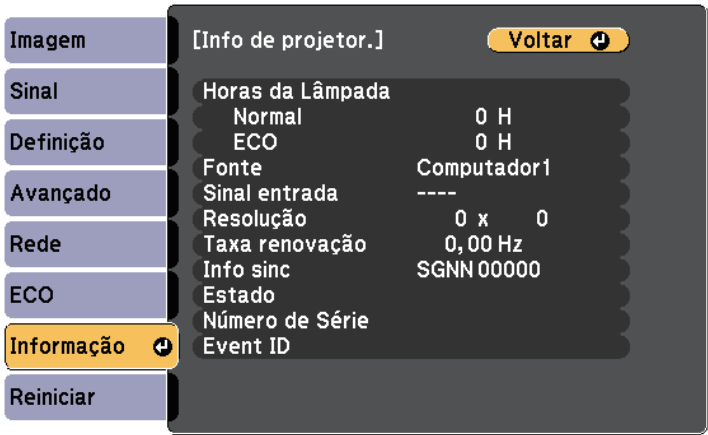 Imagem
Sinal
Definição
Avançado
Rede
ECO
Informação
Reiniciar
[Info de projetor.] Voltar
Horas da Lâmpada
Normal 0 H
ECO 0 H
Fonte Computador1
Sinal entrada ----
Resolução 0 x 0
Taxa renovação 0,00 Hz
Info sinc SGNN 00000
Estado
Número de Série
Event ID